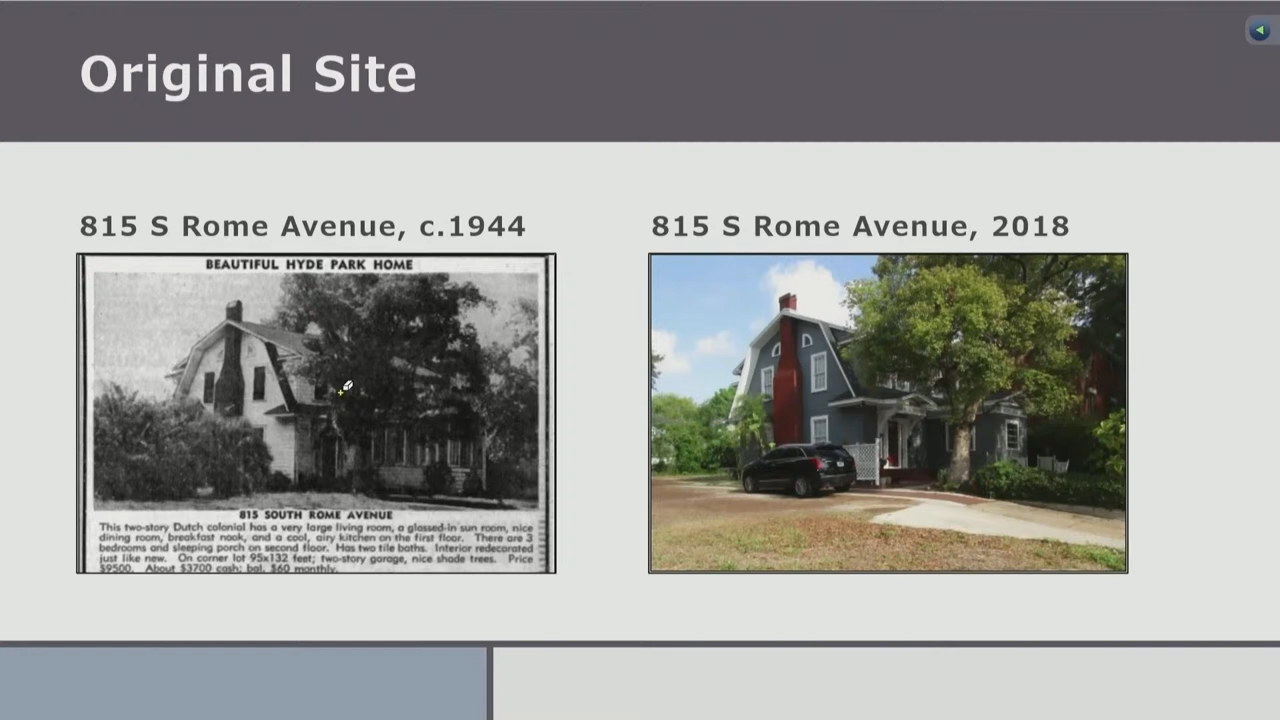 Original Site
815 S Rome Avenue, c.1944
815 S Rome Avenue, 2018
BEAUTIFUL HYDE PARK HOME
815 SOUTH ROME AVENUE
This two-story Dutch colonial has a very large living room, a glassed-in sun room, nice
dining room, breakfast nook, and a cool, airy kitchen on the first floor. There are 3
bedrooms and sleeping porch on second floor. Has two tile baths. Interior redecorated
just like new. On corner lot 95x132 feet; two-story garage, nice shade trees. Price
$9500. About $3700 cash; bal. $60 monthly.